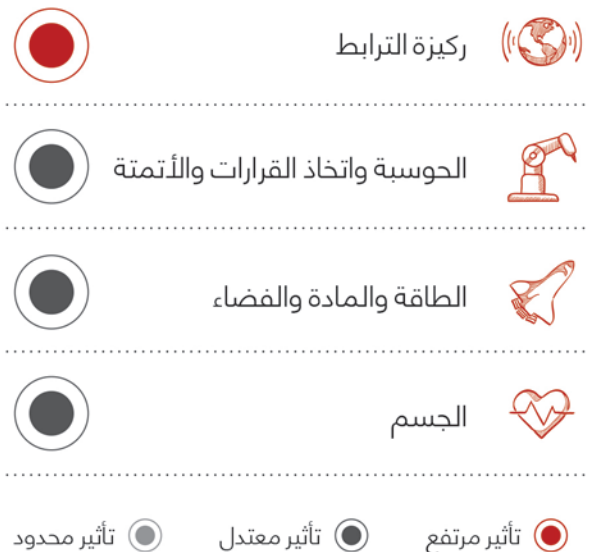 ركيزة الترابط
الحوسبة واتخاذ القرارات والأتمتة
الطاقة والمادة والفضاء
الجسم
تأثير مرتفع تأثير معتدل تأثير محدود